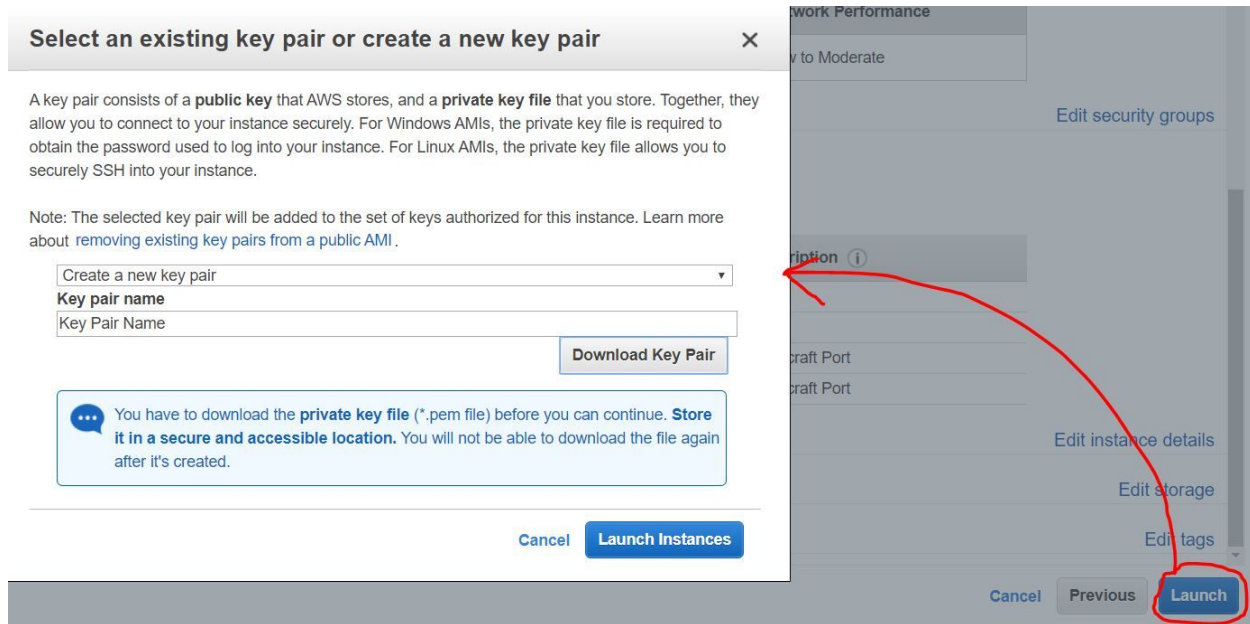 Select an existing key pair or create a new key pair
A key pair consists of a public key that AWS stores, and a private key file that you store. Together, they
allow you to connect to your instance securely. For Windows AMIs, the private key file is required to
obtain the password used to log into your instance. For Linux AMIs, the private key file allows you to
securely SSH into your instance.
Note: The selected key pair will be added to the set of keys authorized for this instance. Learn more
about removing existing key pairs from a public AMI .
Create a new key pair
Key pair name
Key Pair Name
Download Key Pair
You have to download the private key file (*.pem file) before you can continue. Store
it in a secure and accessible location. You will not be able to download the file again
after it's created.
Cancel Launch Instances
Performance
to Moderate
Edit security groups
Port
Port
Edit instance details
Edit storage
Edit tags
Cancel Previous Launch